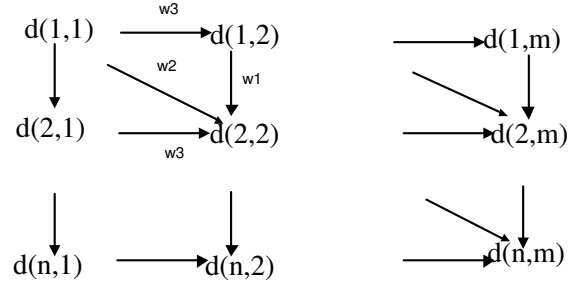 w3
d(1,1) d(1,2) d(1,m)
w2 w1
d(2,1) d(2,2) d(2,m)
w3
d(n,1) d(n,2) d(n,m)